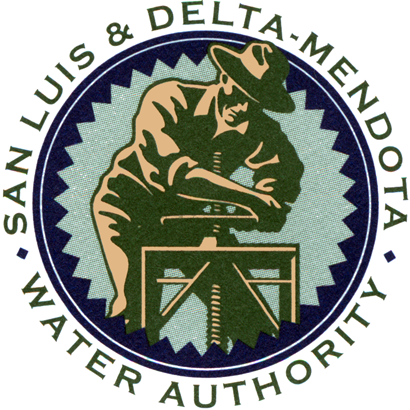 SAN LUIS & DELTA-MENDOTA
WATER AUTHORITY